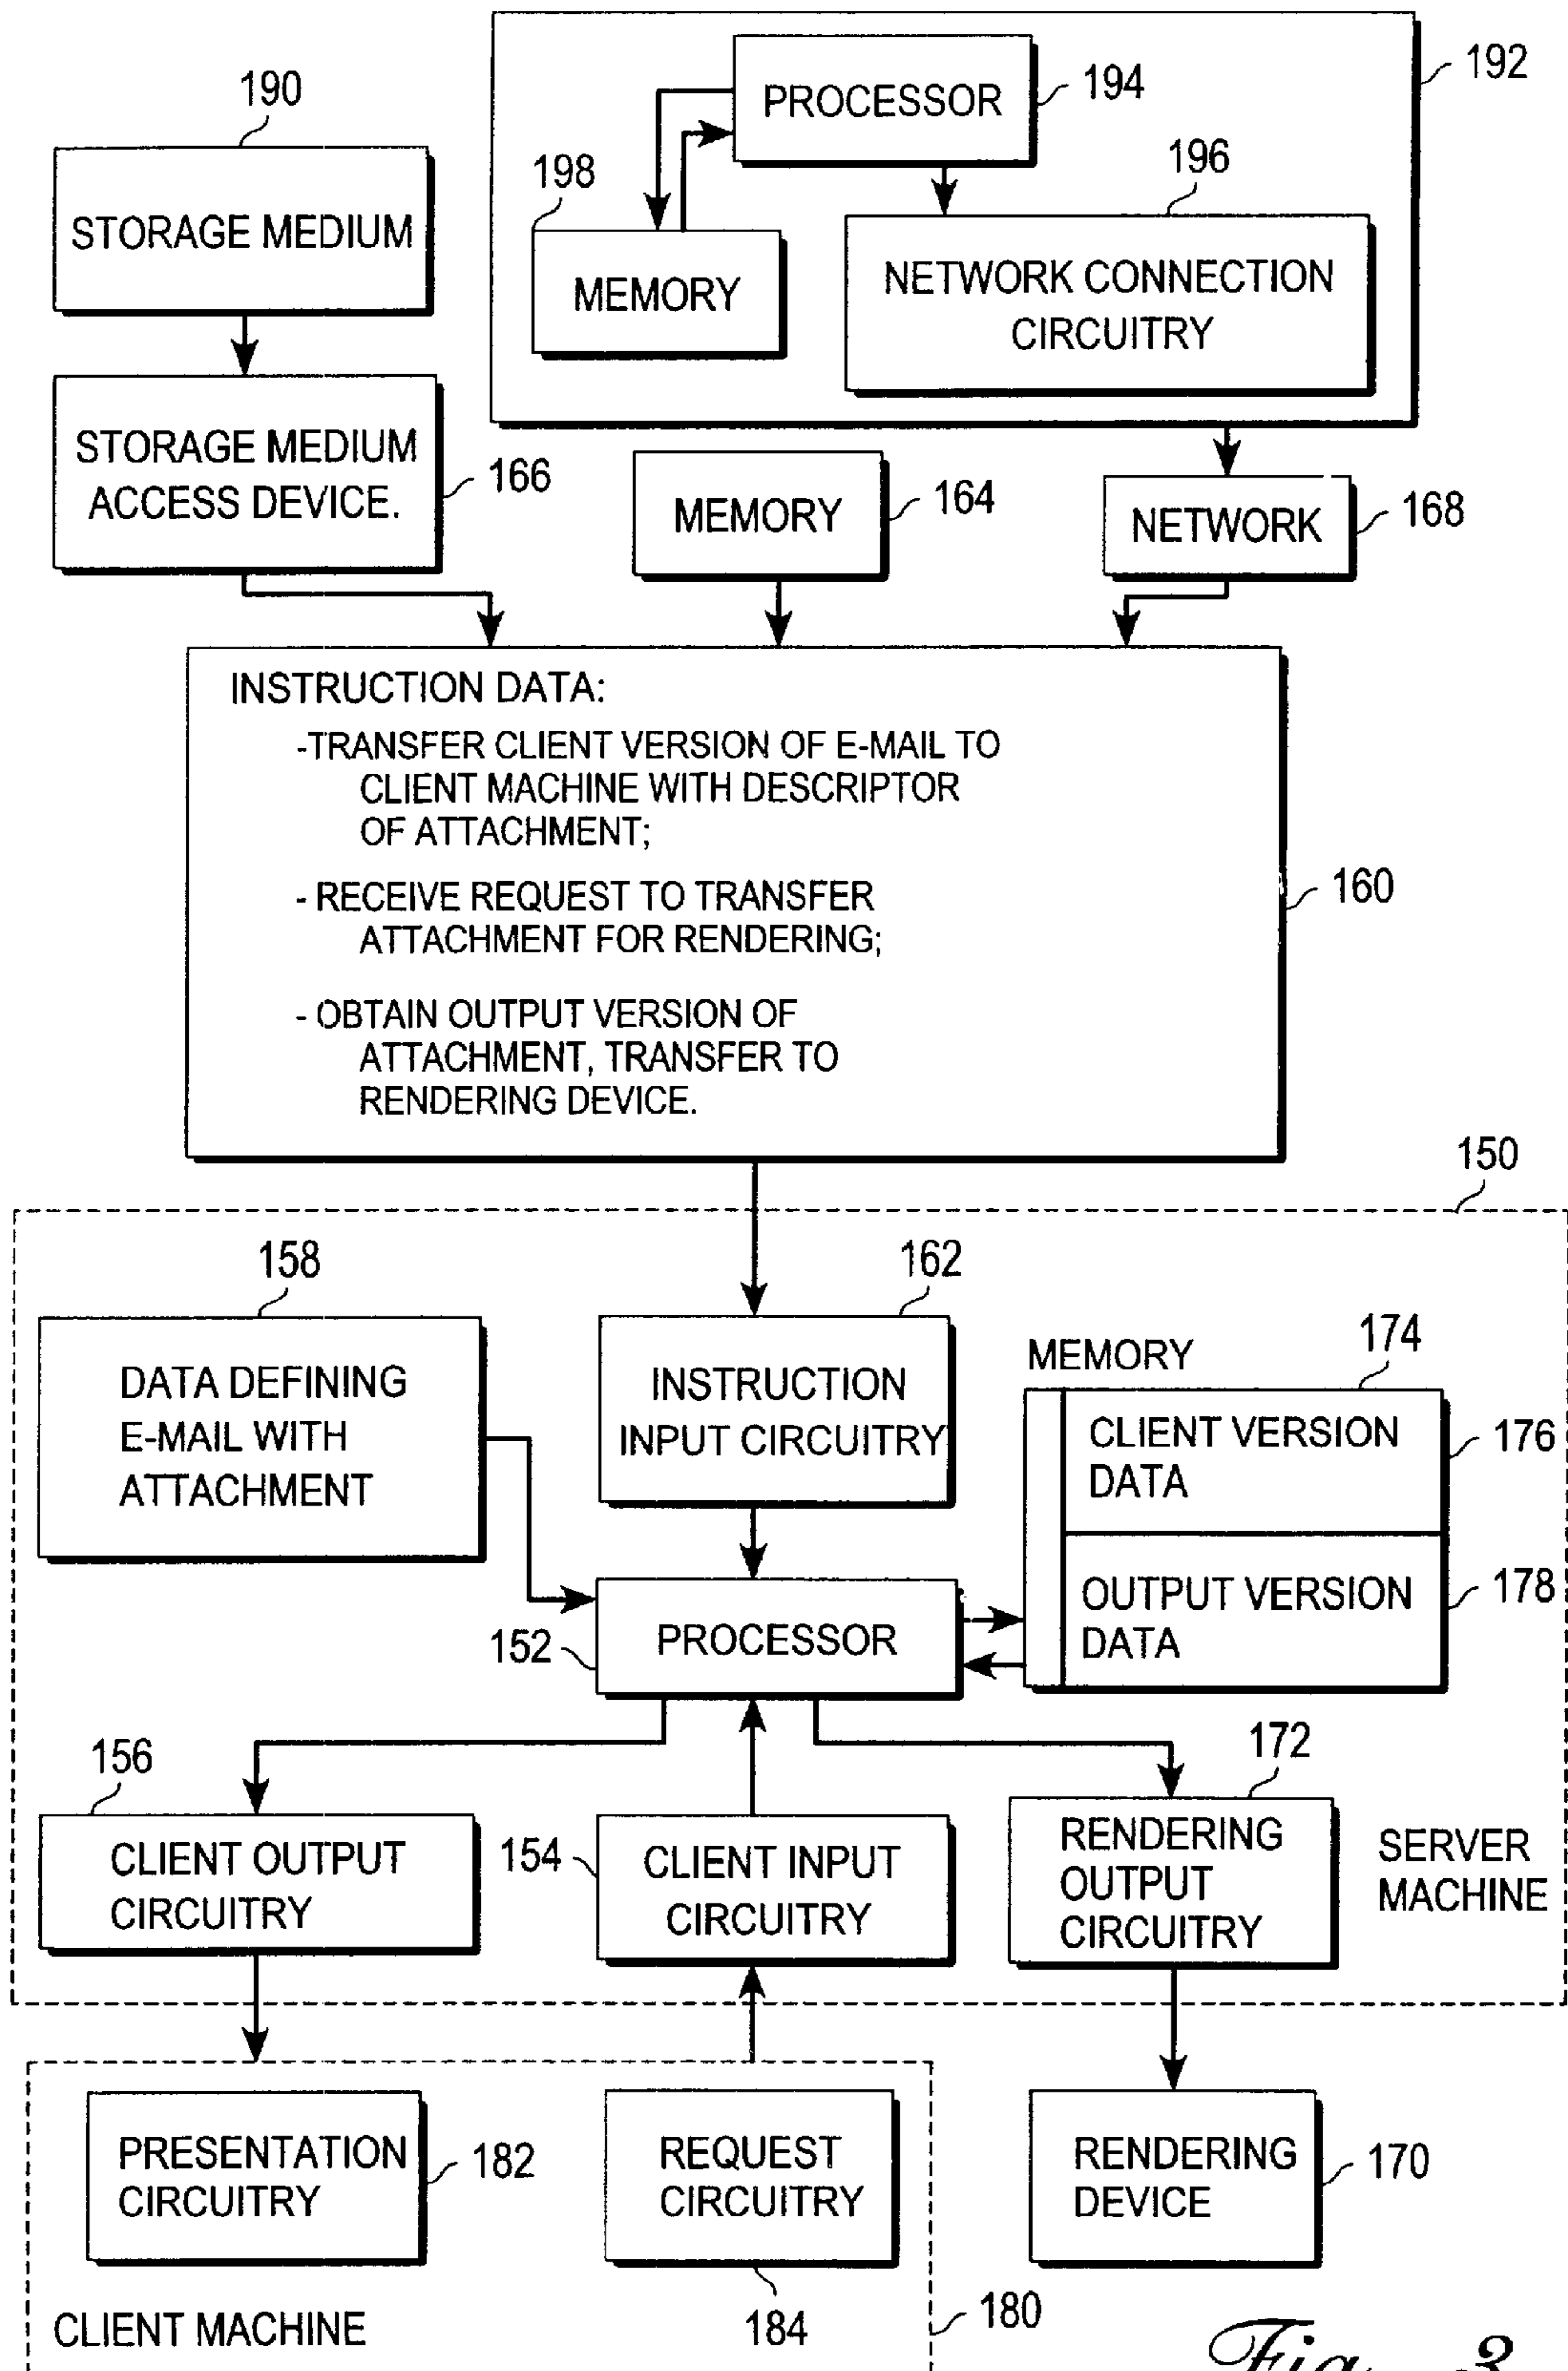 192
PROCESSOR
194
190
198
196
STORAGE MEDIUM
MEMORY
NETWORK CONNECTION
CIRCUITRY
STORAGE MEDIUM
ACCESS DEVICE.
166
MEMORY
164
NETWORK
168
INSTRUCTION DATA:
-TRANSFER CLIENT VERSION OF E-MAIL TO
CLIENT MACHINE WITH DESCRIPTOR
OF ATTACHMENT;
- RECEIVE REQUEST TO TRANSFER
ATTACHMENT FOR RENDERING;
- OBTAIN OUTPUT VERSION OF
ATTACHMENT, TRANSFER TO
RENDERING DEVICE.
160
150
158
162
DATA DEFINING
E-MAIL WITH
ATTACHMENT
INSTRUCTION
INPUT CIRCUITRY
MEMORY
174
CLIENT VERSION
DATA
176
OUTPUT VERSION
DATA
178
PROCESSOR
152
156
172
CLIENT OUTPUT
CIRCUITRY
154
CLIENT INPUT
CIRCUITRY
RENDERING
OUTPUT
CIRCUITRY
SERVER
MACHINE
PRESENTATION
CIRCUITRY
182
REQUEST
CIRCUITRY
184
RENDERING
DEVICE
170
CLIENT MACHINE
180
Fig. 3